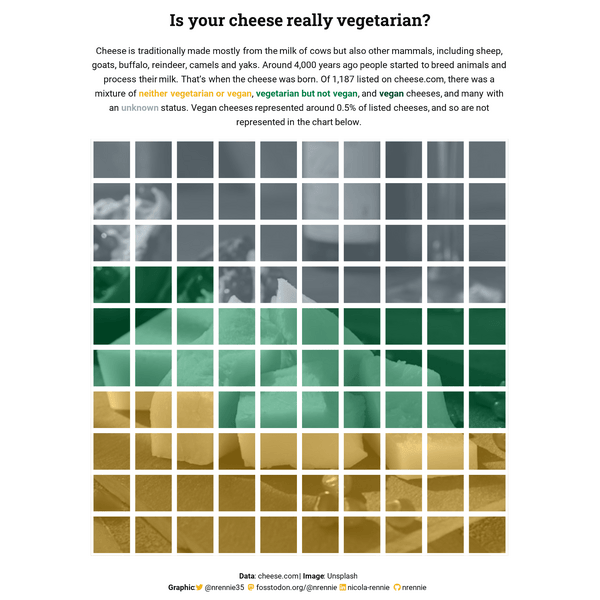 Is your cheese really vegetarian?
Cheese is traditionally made mostly from the milk of cows but also other mammals, including sheep,
goats, buffalo, reindeer, camels and yaks. Around 4,000 years ago people started to breed animals and
process their milk. That's when the cheese was born. Of 1,187 listed on cheese.com, there was a
mixture of neither vegetarian or vegan, vegetarian but not vegan, and vegan cheeses, and many with
an unknown status. Vegan cheeses represented around 0.5% of listed cheeses, and so are not
represented in the chart below.
Data: cheese.com| Image: Unsplash
Graphic: @nrennie35 fosstodon.org/@nrennie nicola-rennie nrennie